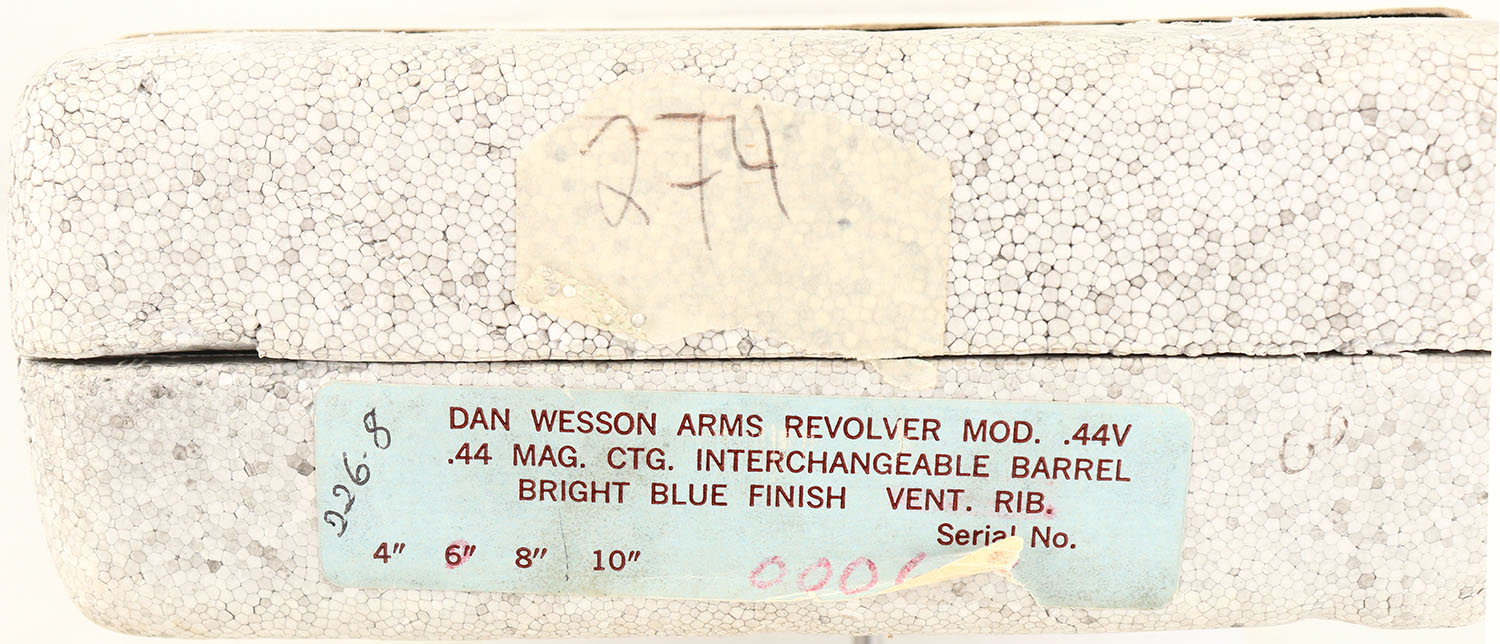 274
226-8
DAN WESSON ARMS REVOLVER MOD. .44V
.44 MAG. CTG. INTERCHANGEABLE BARREL
BRIGHT BLUE FINISH VENT. RIB.
Serial No.
4" 6" 8" 10"
000